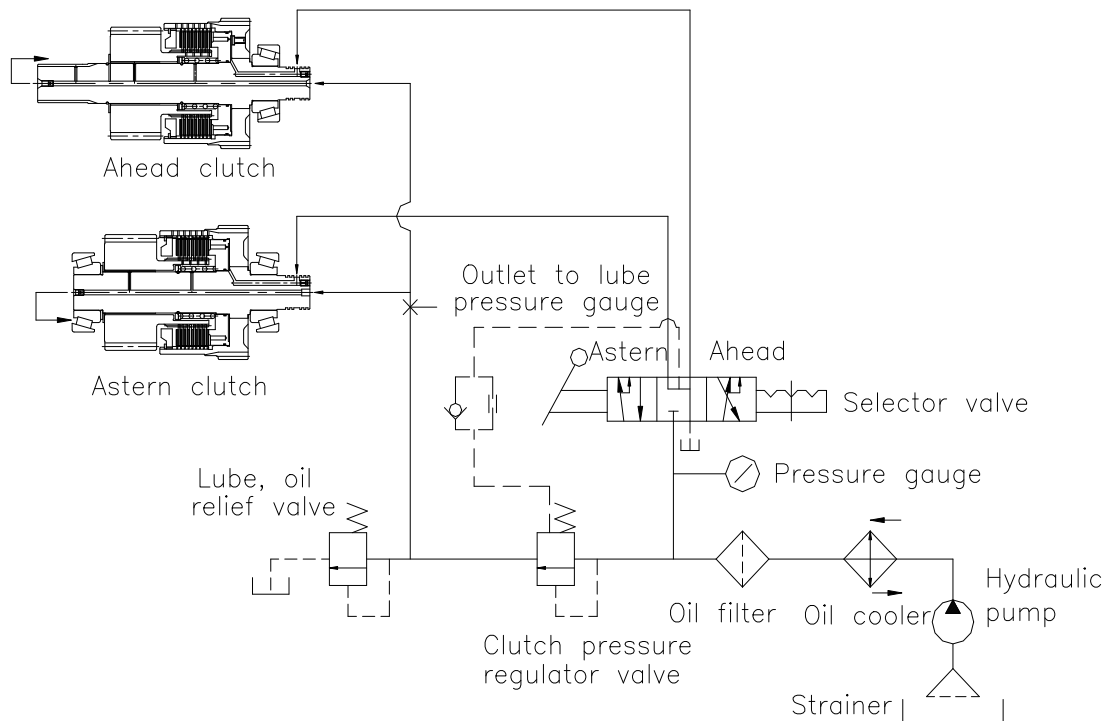 Ahead clutch
Outlet to lube
pressure gauge
Astern
Ahead
Astern clutch
Selector valve
Lube, oil
relief valve
Pressure gauge
Hydraulic
pump
Oil filter
Oil cooler
Clutch pressure
regulator valve
Strainer